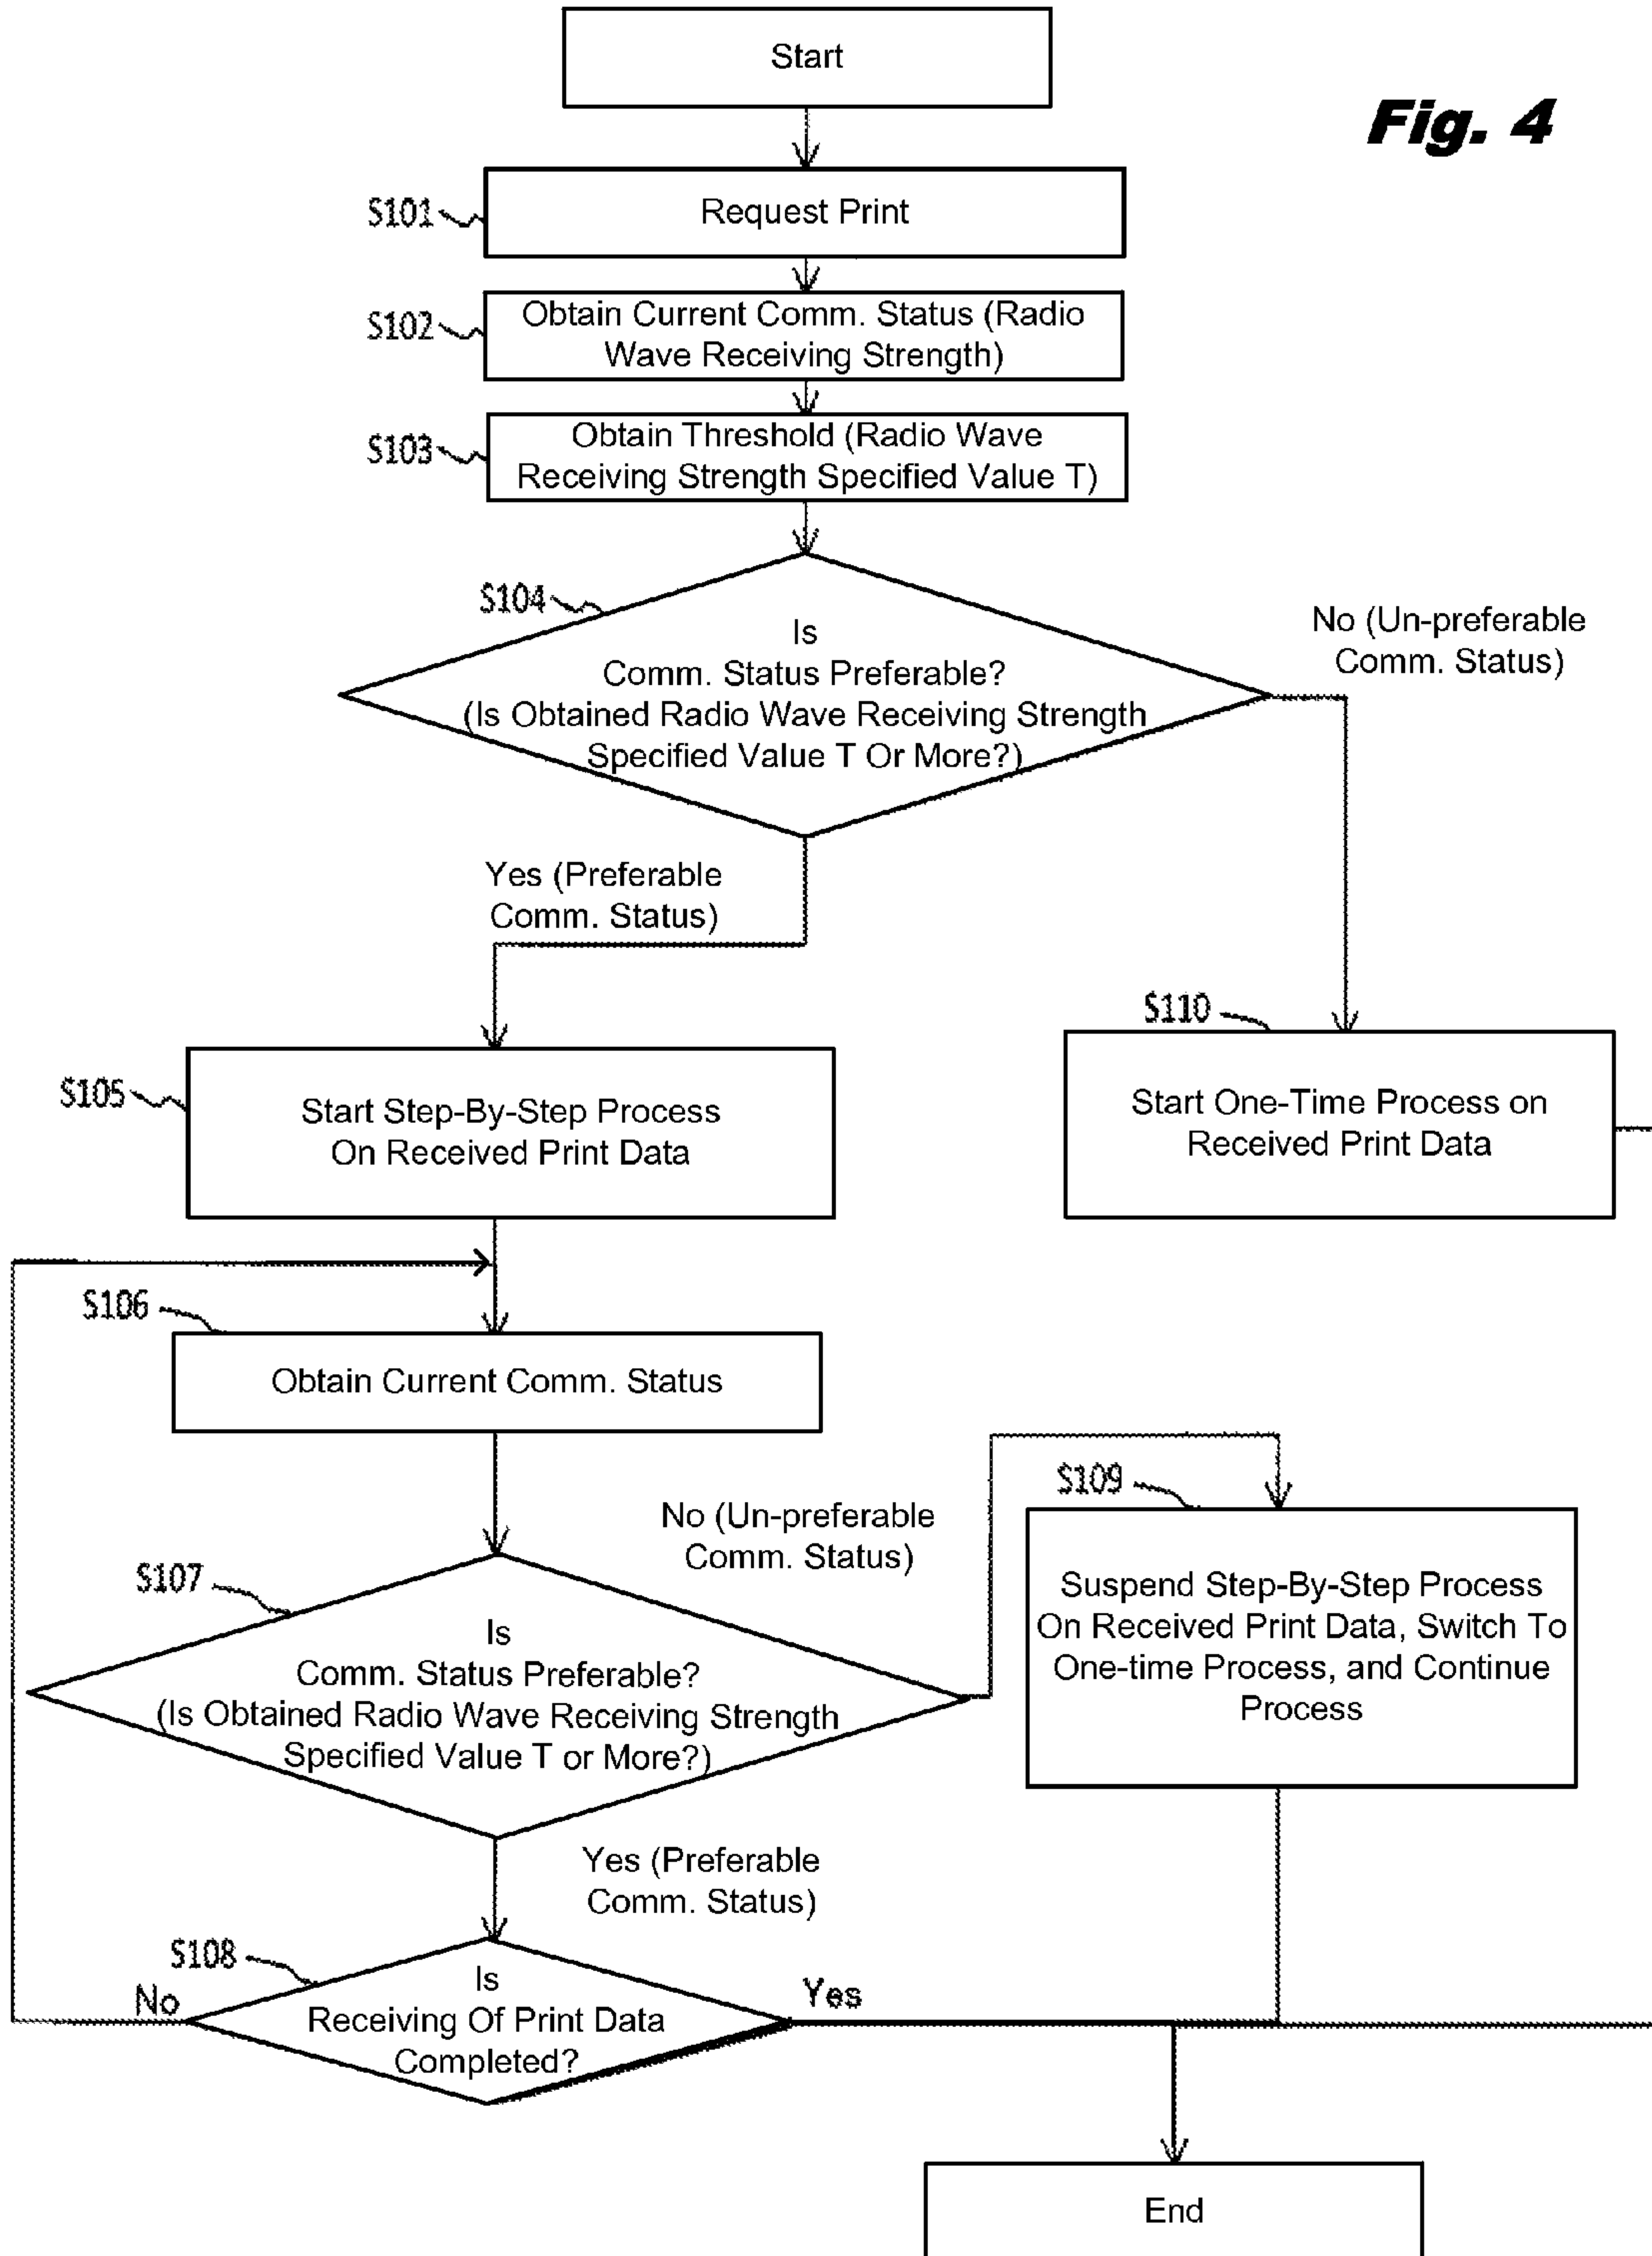 Start
Fig. 4
S101
Request Print
S102
Obtain Current Comm. Status (Radio
Wave Receiving Strength)
S103
Obtain Threshold (Radio Wave
Receiving Strength Specified Value T)
S104
Is
Comm. Status Preferable?
(Is Obtained Radio Wave Receiving Strength
Specified Value T Or More?)
No (Un-preferable
Comm. Status)
Yes (Preferable
Comm. Status)
S105
Start Step-By-Step Process
On Received Print Data
S110
Start One-Time Process on
Received Print Data
S106
Obtain Current Comm. Status
No (Un-preferable
Comm. Status)
S107
Is
Comm. Status Preferable?
(Is Obtained Radio Wave Receiving Strength
Specified Value T or More?)
S109
Suspend Step-By-Step Process
On Received Print Data, Switch To
One-time Process, and Continue
Process
Yes (Preferable
Comm. Status)
S108
No
Is
Receiving Of Print Data
Completed?
Yes
End